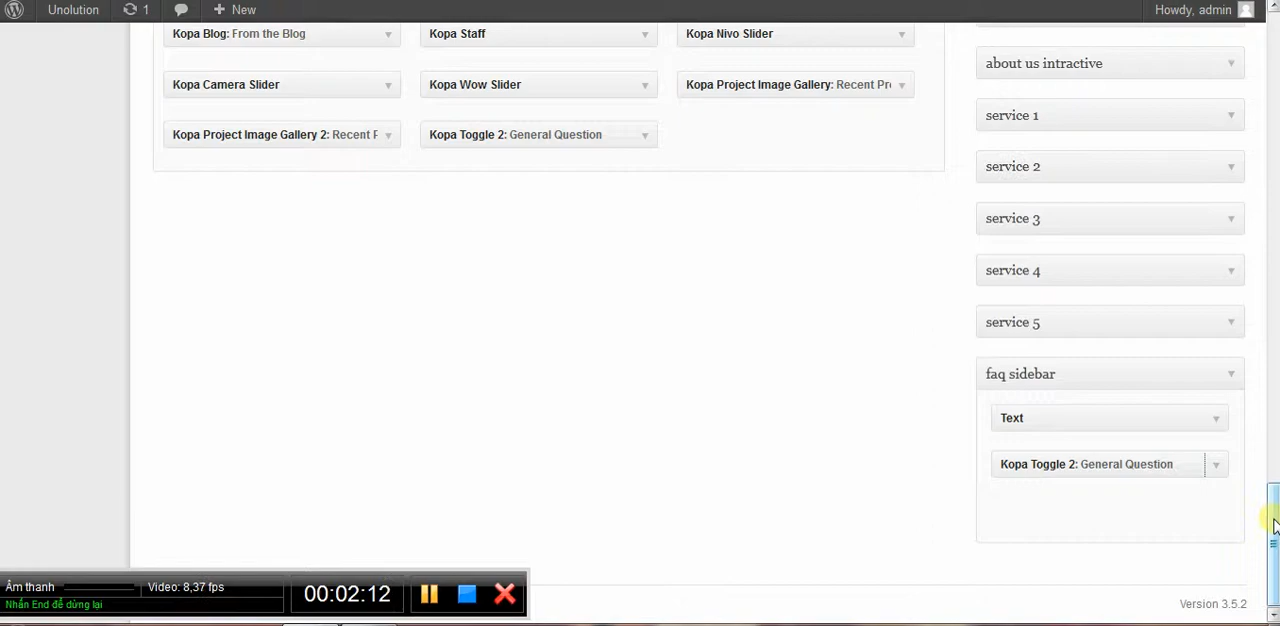 Unolution 1 New Howdy, admin
Kopa Blog: From the Blog Kopa Staff Kopa Nivo Slider
Kopa Camera Slider Kopa Wow Slider Kopa Project Image Gallery: Recent Pr
Kopa Project Image Gallery 2: Recent F Kopa Toggle 2: General Question
about us intractive
service 1
service 2
service 3
service 4
service 5
faq sidebar
Text
Kopa Toggle 2: General Question
Âm thanh Video: 8,37 fps 00:02:12
Nhấn End để dừng lại
Version 3.5.2